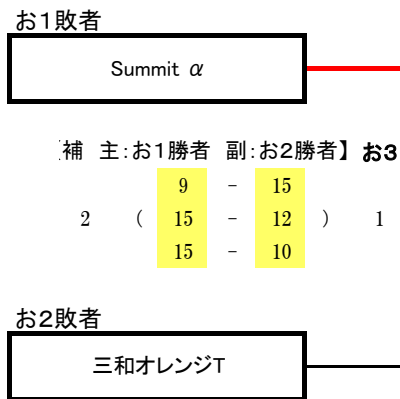 お1敗者
Summit α
補 主:お1勝者 副:お2勝者】 お3
9 - 15
2 ( 15 - 12 ) 1
15 - 10
お2敗者
三和オレンジT